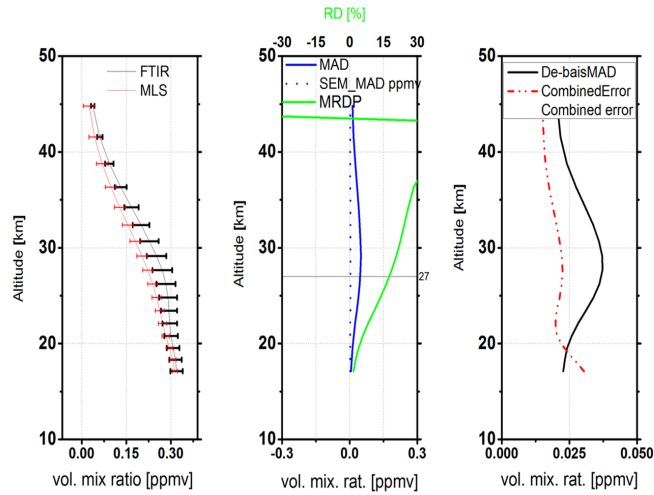 RD [%]
-30 -15 0 15 30
50
40
30
20
10
Altitude [km]
FTIR
MLS
0.00 0.15 0.30
vol. mix ratio [ppmv]
50
40
30
20
10
Altitude [km]
MAD
SEM_MAD ppmv
MRDP
27
-0.3 0.0 0.3
vol. mix. rat. [ppmv]
50
40
30
20
10
Altitude [km]
De-baisMAD
CombinedError
Combined error
0.000 0.025 0.050
vol. mix. rat. [ppmv]